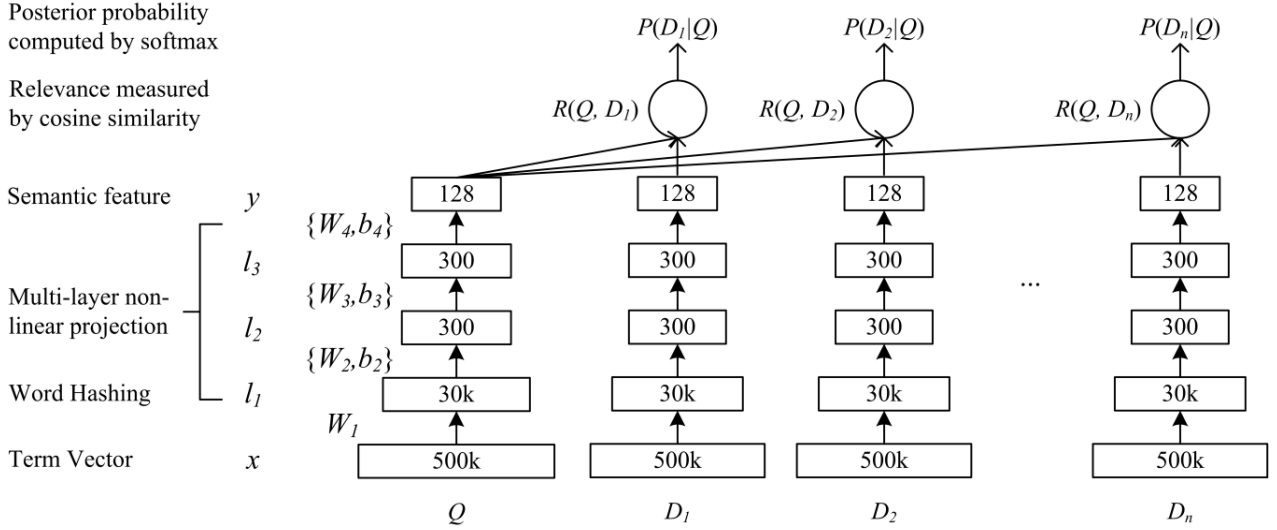 Posterior probability
computed by softmax
P(D₁|Q) P(D₂|Q) P(Dₙ|Q)
Relevance measured
by cosine similarity
R(Q, D₁) R(Q, D₂) R(Q, Dₙ)
Semantic feature y 128 128 128 128
{W₄,b₄}
l₃ 300 300 300 300
Multi-layer non-
linear projection
{W₃,b₃} ...
l₂ 300 300 300 300
{W₂,b₂}
Word Hashing l₁ 30k 30k 30k 30k
W₁
Term Vector x 500k 500k 500k 500k
Q D₁ D₂ Dₙ